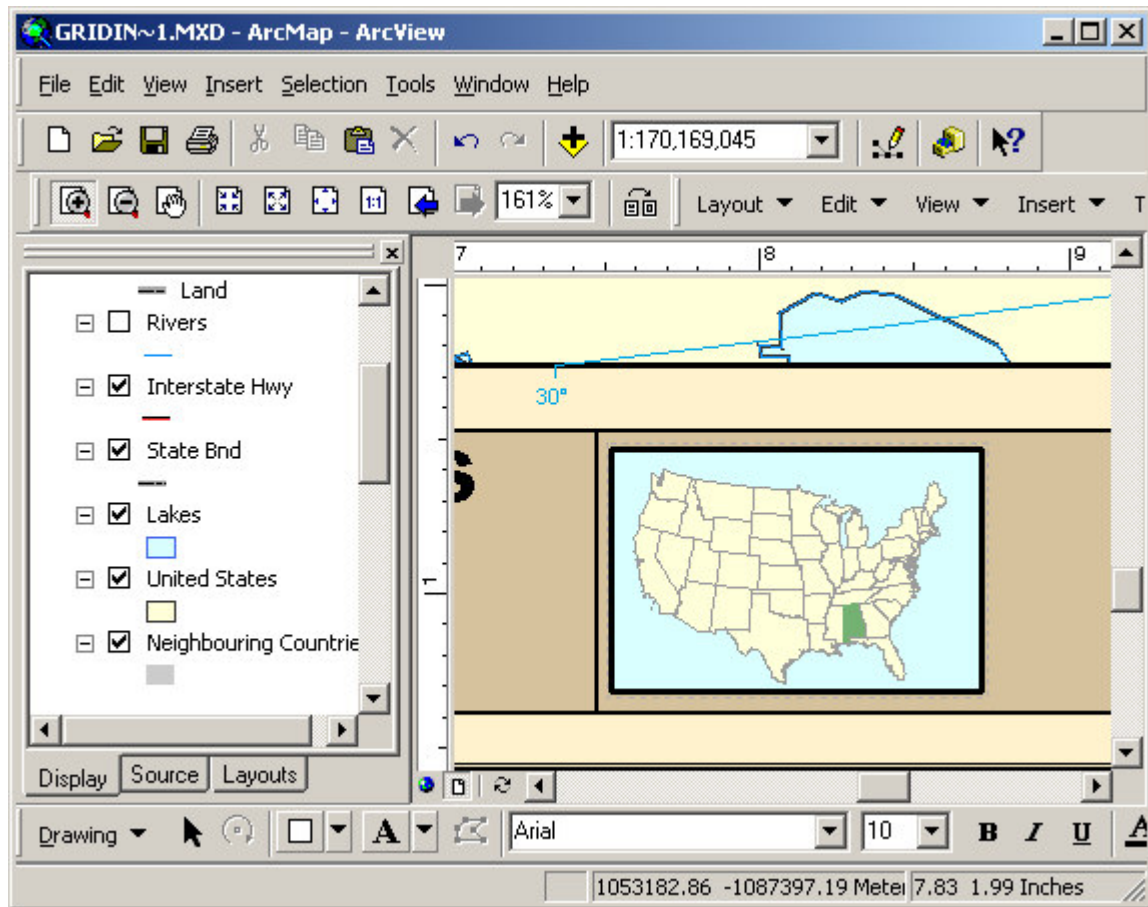 GRIDIN~1.MXD - ArcMap - ArcView
File Edit View Insert Selection Tools Window Help
1:170,169,045
1:1 161% Layout Edit View Insert T
7 8 9
Land
Rivers
30°
Interstate Hwy
State Bnd
S
Lakes
1
United States
Neighbouring Countrie
Display Source Layouts
Drawing A Arial 10 B I U A
1053182.86 -1087397.19 Meter 7.83 1.99 Inches